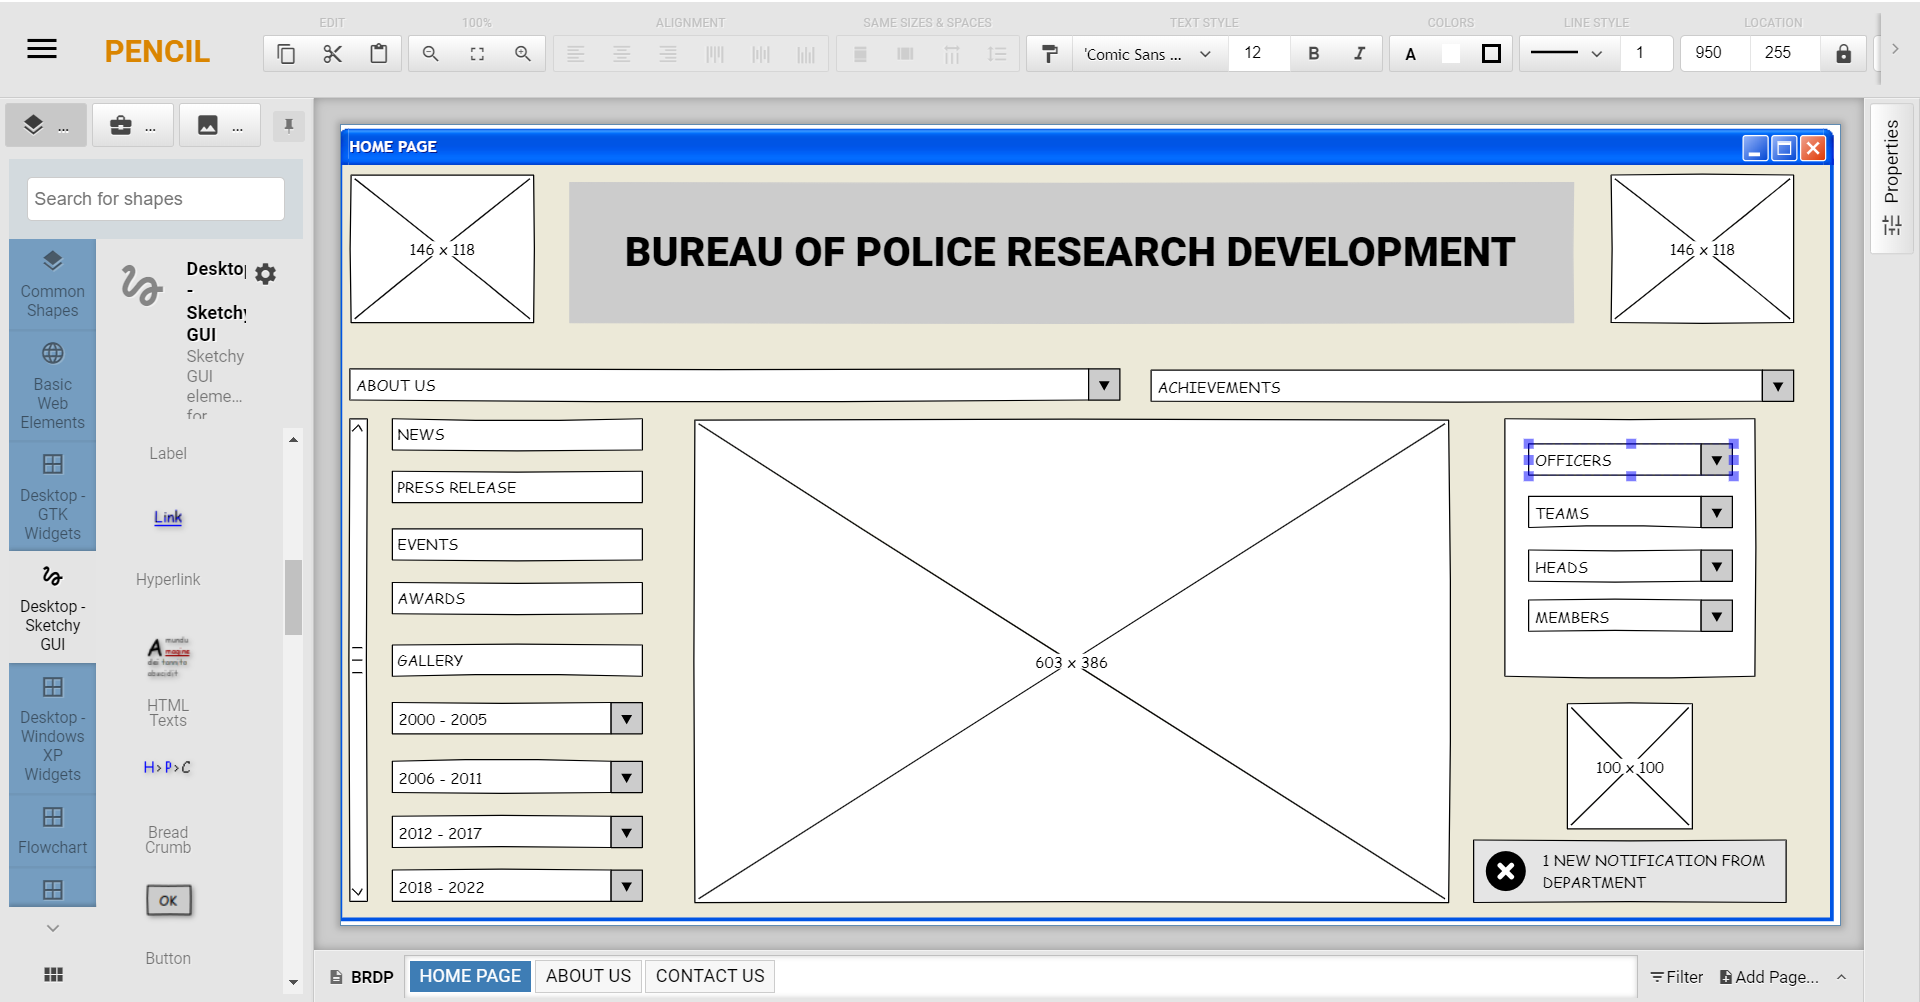 EDIT
100%
ALIGNMENT
SAME SIZES & SPACES
TEXT STYLE
COLORS
LINE STYLE
LOCATION
PENCIL
'Comic Sans ...
12
B
I
A
1
950
255
...
...
...
Search for shapes
Common
Shapes
Basic
Web
Elements
Desktop -
GTK
Widgets
Desktop -
Sketchy
GUI
Desktop -
Windows
XP
Widgets
Flowchart
Desktop
-
Sketchy
GUI
Sketchy
GUI
eleme...
for
Label
Link
Hyperlink
A mundu
imagine
HTML
Texts
H>P>C
Bread
Crumb
OK
Button
HOME PAGE
146 x 118
BUREAU OF POLICE RESEARCH DEVELOPMENT
146 x 118
ABOUT US
ACHIEVEMENTS
NEWS
PRESS RELEASE
EVENTS
AWARDS
GALLERY
2000 - 2005
2006 - 2011
2012 - 2017
2018 - 2022
603 x 386
OFFICERS
TEAMS
HEADS
MEMBERS
100 x 100
1 NEW NOTIFICATION FROM
DEPARTMENT
Properties
BRDP
HOME PAGE
ABOUT US
CONTACT US
Filter
Add Page...